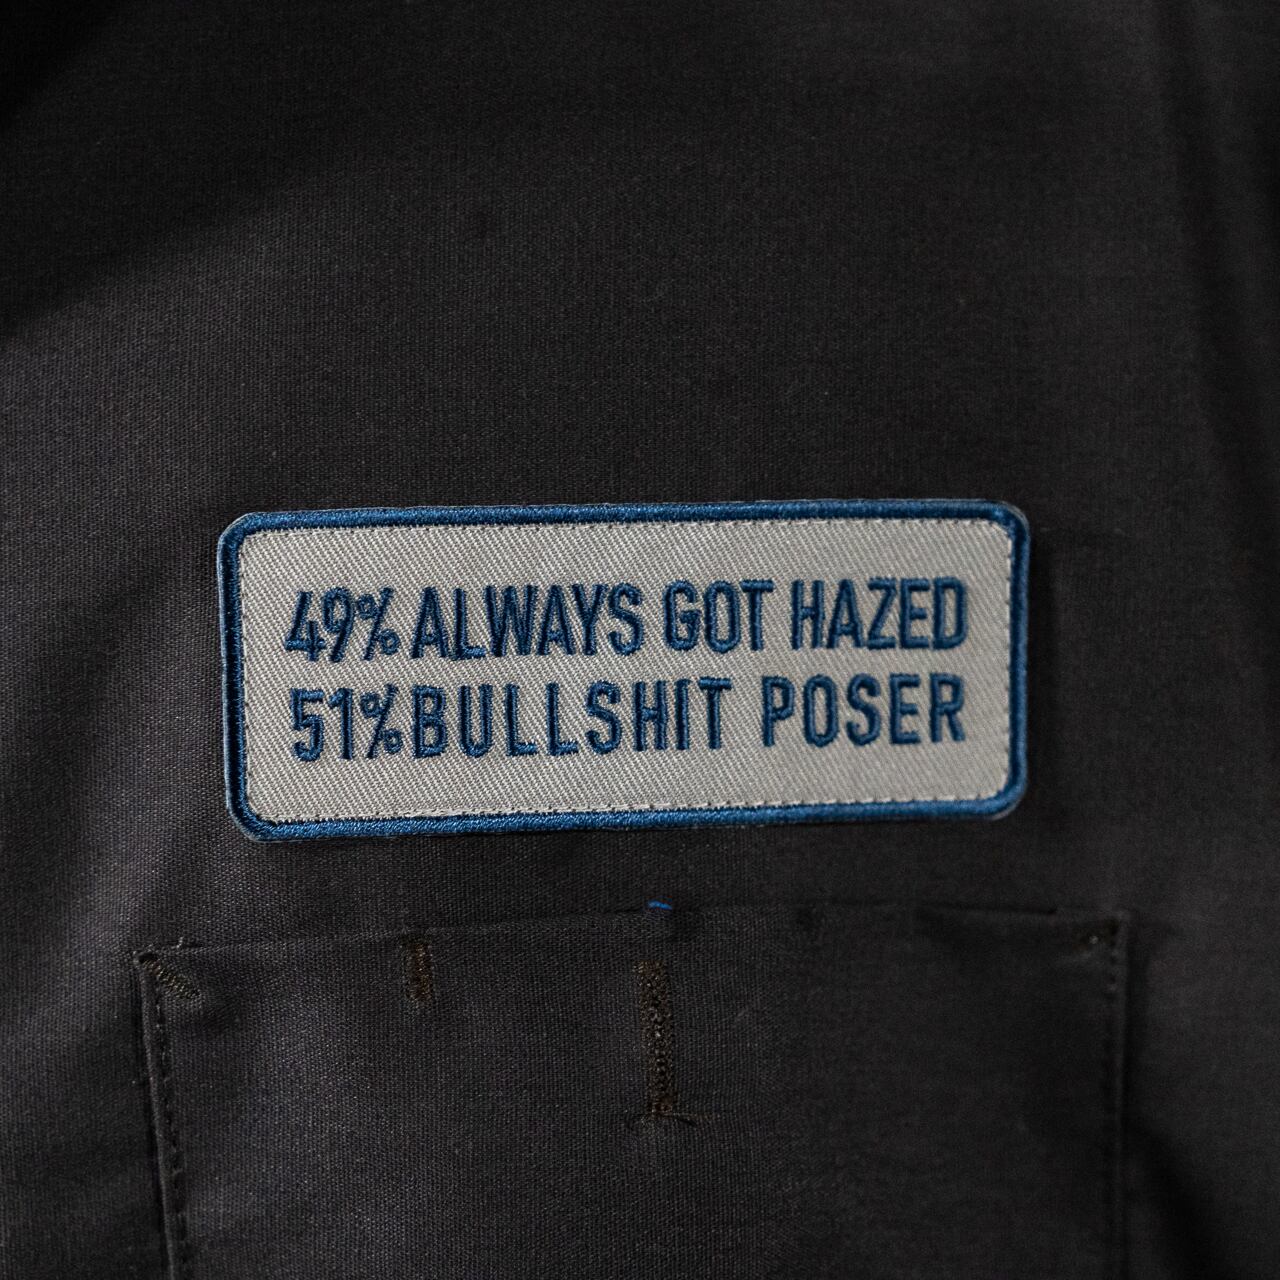 49% ALWAYS GOT HAZED
51% BULLSHIT POSER